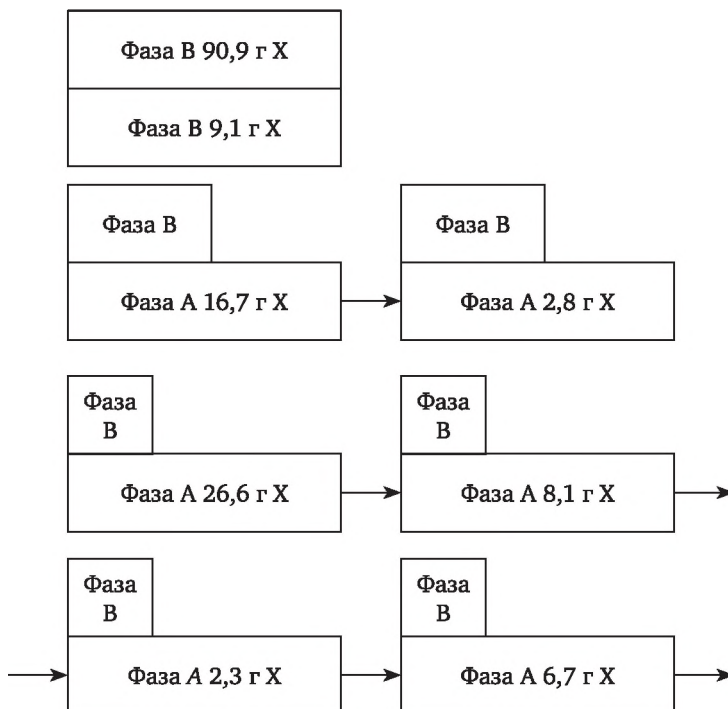 Фаза В 90,9 г X
Фаза В 9,1 г X
Фаза В
Фаза В
Фаза А 16,7 г X
Фаза А 2,8 г X
Фаза
В
Фаза
В
Фаза А 26,6 г X
Фаза А 8,1 г X
Фаза
В
Фаза
В
Фаза А 2,3 г X
Фаза А 6,7 г X